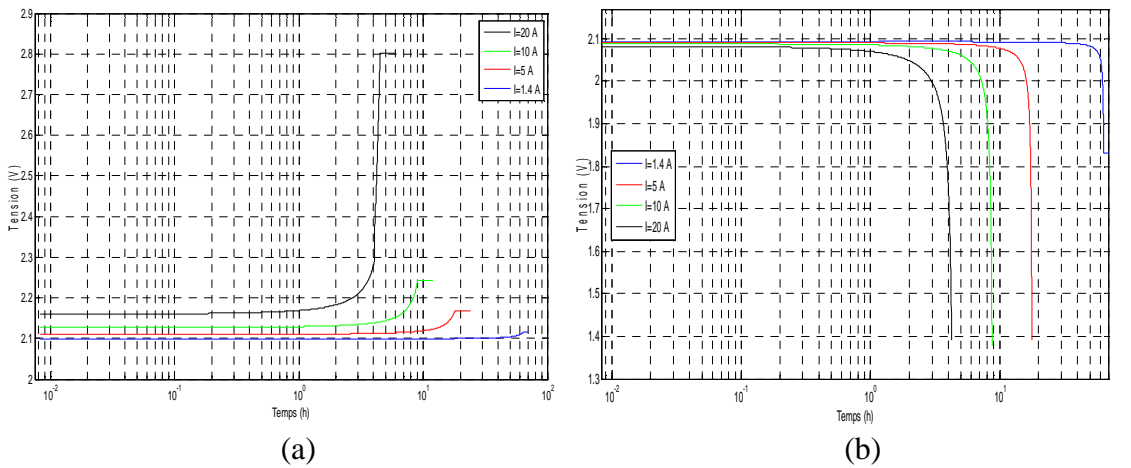 2.9
2.8
2.7
2.6
2.5
2.4
2.3
2.2
2.1
2
Tension (V)
10^-2
10^-1
10^0
10^1
10^2
Temps (h)
I=20 A
I=10 A
I=5 A
I=1.4 A
(a)
2.1
2
1.9
1.8
1.7
1.6
1.5
1.4
1.3
Tension (V)
10^-2
10^-1
10^0
10^1
Temps (h)
I=1.4 A
I=5 A
I=10 A
I=20 A
(b)